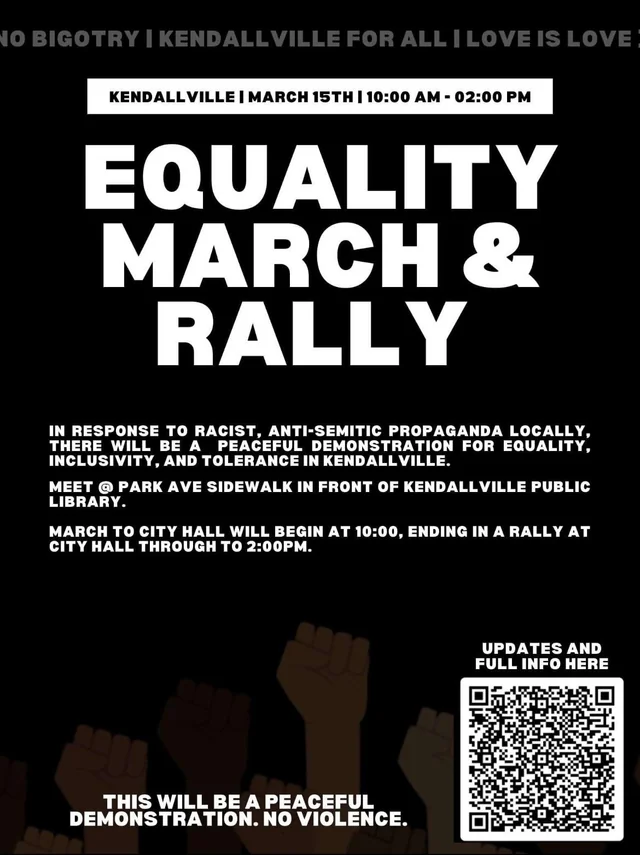 NO BIGOTRY | KENDALLVILLE FOR ALL | LOVE IS LOVE
KENDALLVILLE | MARCH 15TH | 10:00 AM - 02:00 PM
EQUALITY
MARCH &
RALLY
IN RESPONSE TO RACIST, ANTI-SEMITIC PROPAGANDA LOCALLY,
THERE WILL BE A PEACEFUL DEMONSTRATION FOR EQUALITY,
INCLUSIVITY, AND TOLERANCE IN KENDALLVILLE.
MEET @ PARK AVE SIDEWALK IN FRONT OF KENDALLVILLE PUBLIC
LIBRARY.
MARCH TO CITY HALL WILL BEGIN AT 10:00, ENDING IN A RALLY AT
CITY HALL THROUGH TO 2:00PM.
UPDATES AND
FULL INFO HERE
THIS WILL BE A PEACEFUL
DEMONSTRATION. NO VIOLENCE.